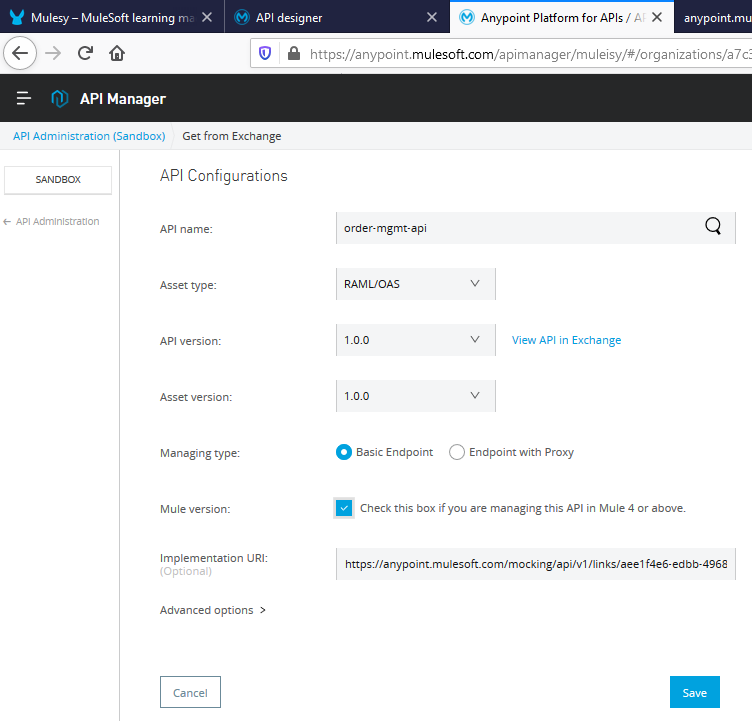 Mulesy – MuleSoft learning ma
API designer
Anypoint Platform for APIs / AP
anypoint.mu
https://anypoint.mulesoft.com/apimanager/muleisy/#/organizations/a7c3
API Manager
API Administration (Sandbox)
Get from Exchange
SANDBOX
← API Administration
API Configurations
API name:
order-mgmt-api
Asset type:
RAML/OAS
API version:
1.0.0
View API in Exchange
Asset version:
1.0.0
Managing type:
Basic Endpoint
Endpoint with Proxy
Mule version:
Check this box if you are managing this API in Mule 4 or above.
Implementation URI:
(Optional)
https://anypoint.mulesoft.com/mocking/api/v1/links/aee1f4e6-edbb-4968
Advanced options >
Cancel
Save